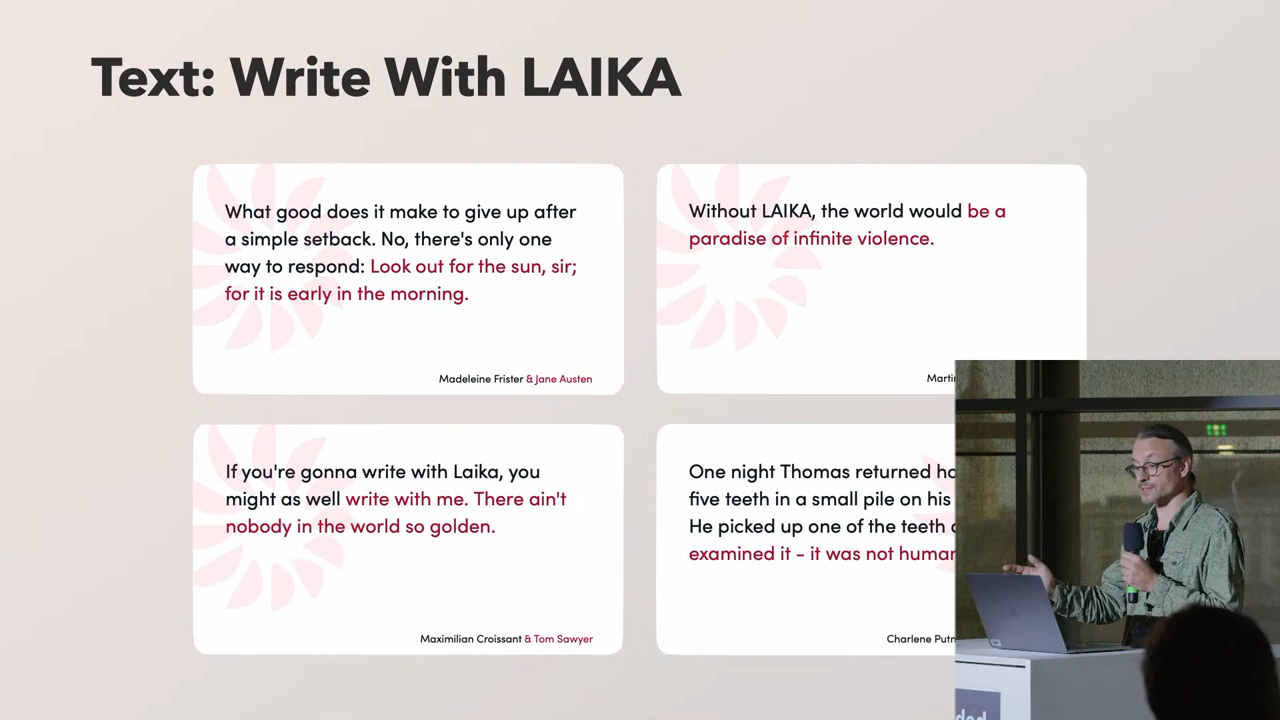 Text: Write With LAIKA
What good does it make to give up after
a simple setback. No, there's only one
way to respond: Look out for the sun, sir;
for it is early in the morning.
Madeleine Frister & Jane Austen
Without LAIKA, the world would be a
paradise of infinite violence.
If you're gonna write with Laika, you
might as well write with me. There ain't
nobody in the world so golden.
Maximilian Croissant & Tom Sawyer
One night Thomas returned
five teeth in a small pile on his
He picked up one of the teeth
examined it - it was not
Charlene